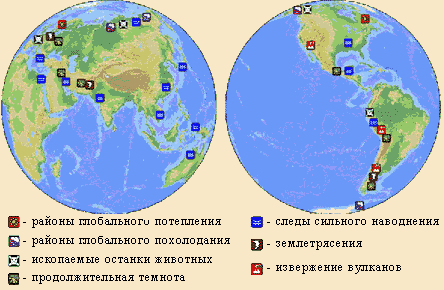 - районы глобального потепления
- районы глобального похолодания
- ископаемые останки животных
- продолжительная темнота
- следы сильного наводнения
- землетрясения
- извержение вулканов